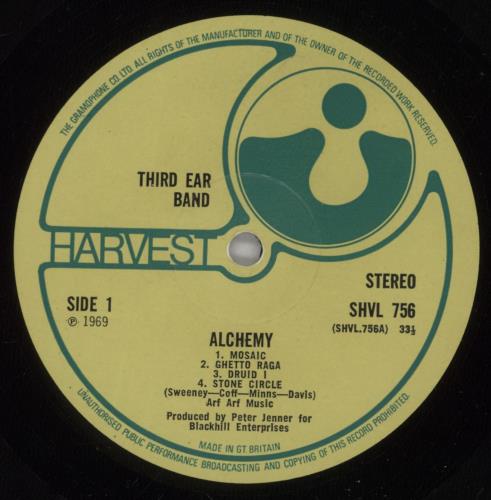 THE GRAMOPHONE CO LTD. ALL RIGHTS OF THE MANUFACTURER AND OF THE OWNER OF THE RECORDED WORK RESERVED.
THIRD EAR
BAND
HARVEST
SIDE 1
℗ 1969
STEREO
SHVL 756
(SHVL.756A) 33⅓
ALCHEMY
1. MOSAIC
2. GHETTO RAGA
3. DRUID I
4. STONE CIRCLE
(Sweeney—Coff—Minns—Davis)
Arf Arf Music
Produced by Peter Jenner for
Blackhill Enterprises
MADE IN GT. BRITAIN
UNAUTHORISED PUBLIC PERFORMANCE BROADCASTING AND COPYING OF THIS RECORD PROHIBITED.